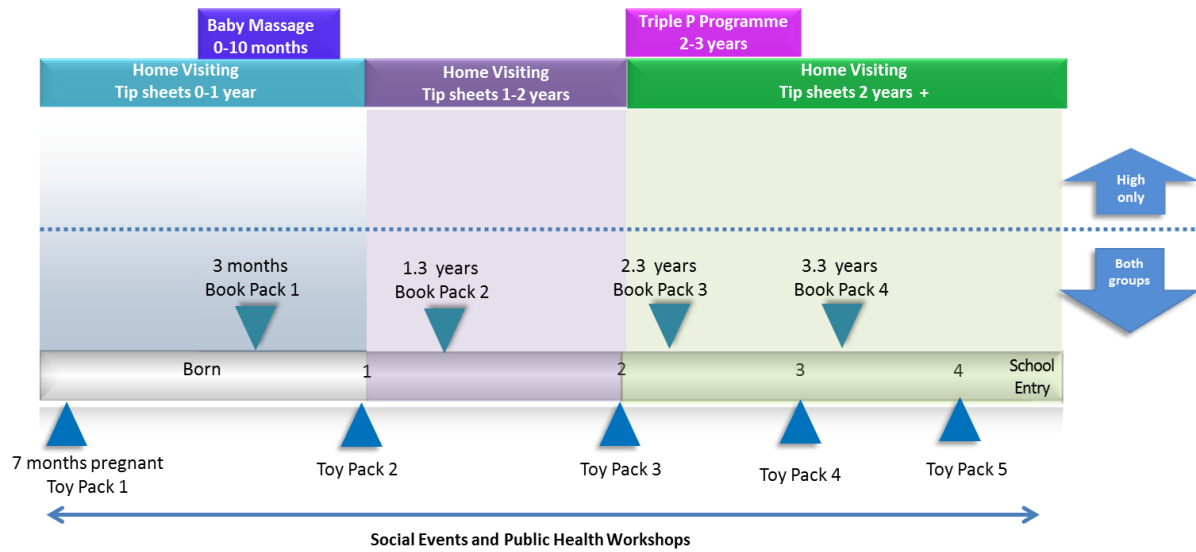 Baby Massage
0-10 months
Triple P Programme
2-3 years
Home Visiting
Tip sheets 0-1 year
Home Visiting
Tip sheets 1-2 years
Home Visiting
Tip sheets 2 years +
High
only
Both
groups
3 months
Book Pack 1
1.3 years
Book Pack 2
2.3 years
Book Pack 3
3.3 years
Book Pack 4
Born
1
2
3
4
School
Entry
7 months pregnant
Toy Pack 1
Toy Pack 2
Toy Pack 3
Toy Pack 4
Toy Pack 5
Social Events and Public Health Workshops